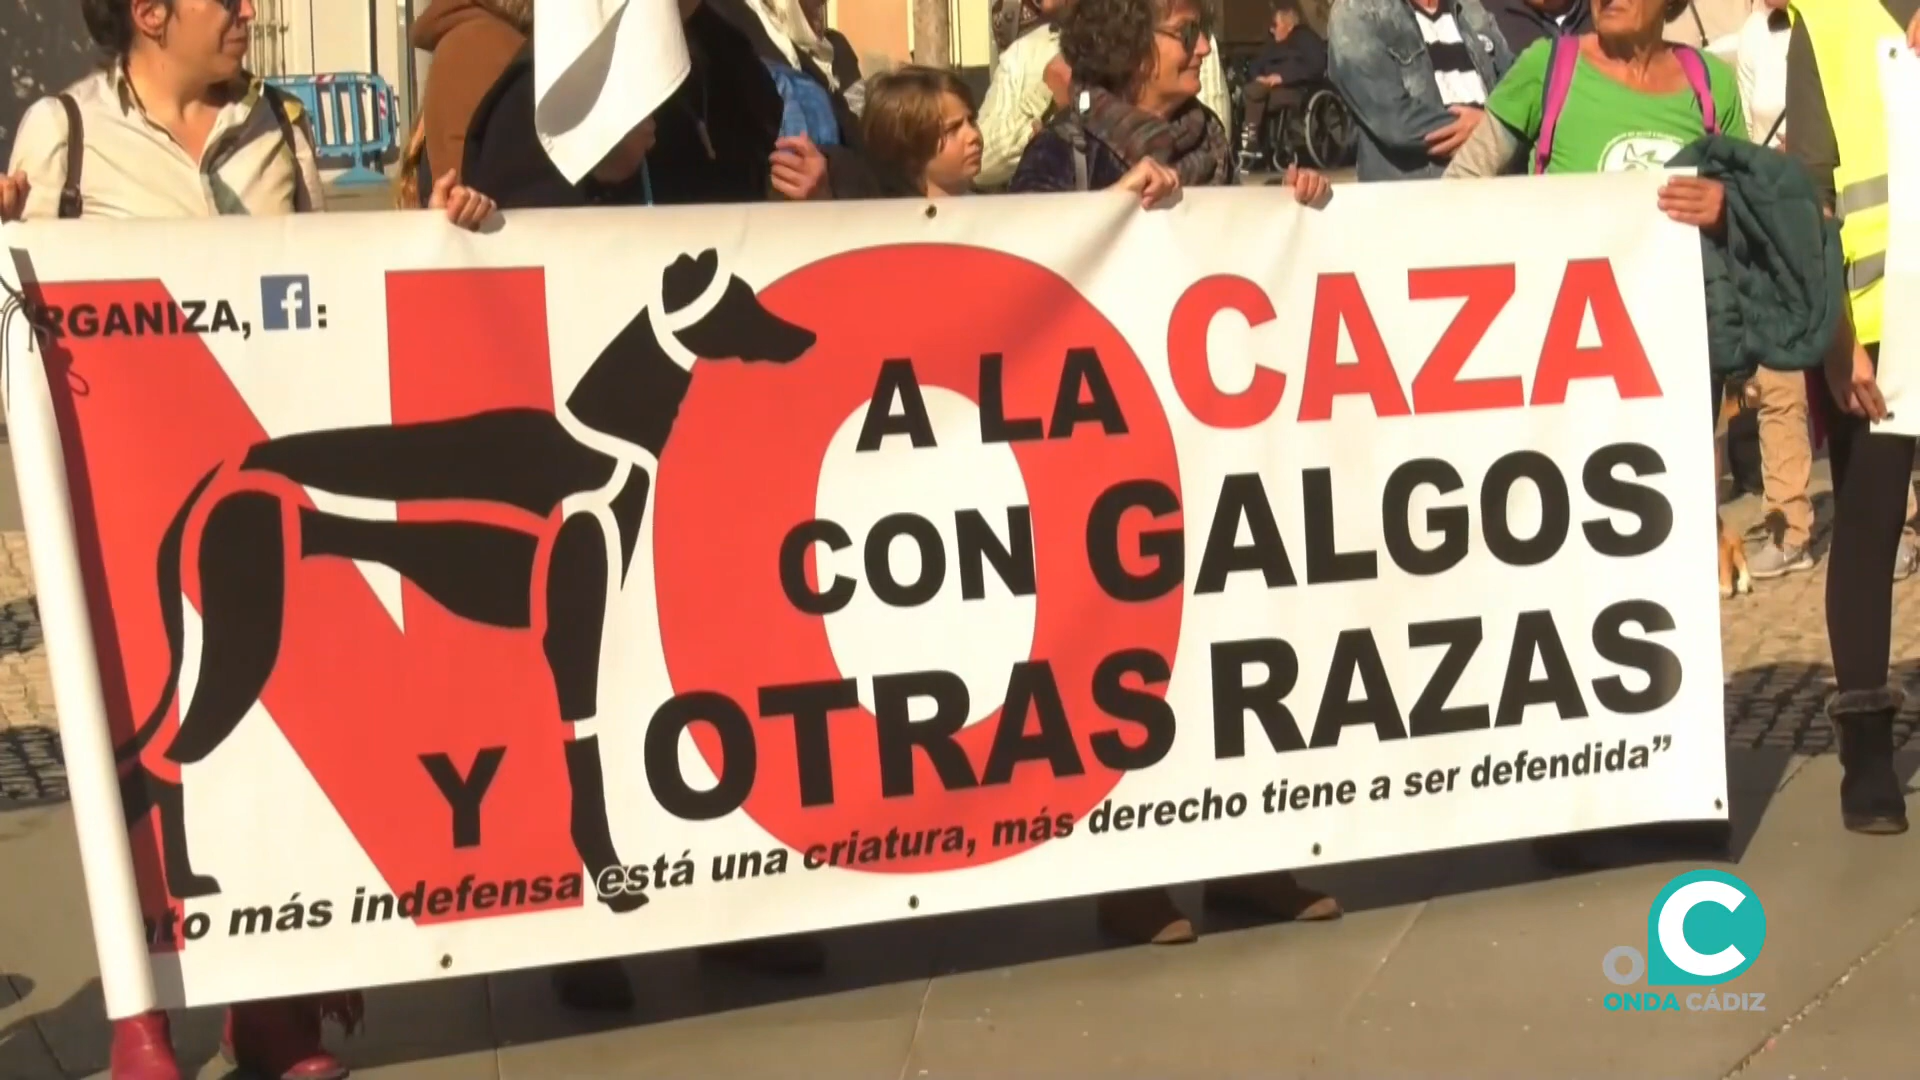 RGANIZA, f:
NO A LA CAZA
CON GALGOS
Y OTRAS RAZAS
más indefensa está una criatura, más derecho tiene a ser defendida”
ONDA CÁDIZ